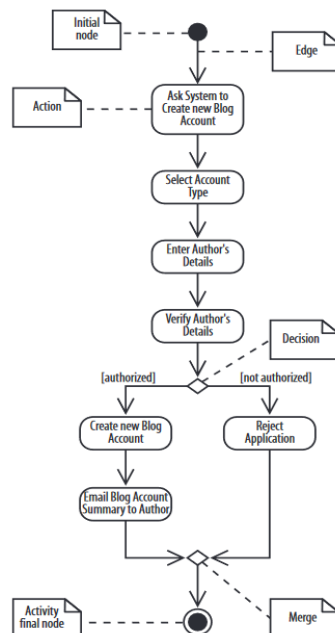 Initial
node
Edge
Action
Ask System to
Create new Blog
Account
Select Account
Type
Enter Author's
Details
Verify Author's
Details
Decision
[authorized]
[not authorized]
Create new Blog
Account
Reject
Application
Email Blog Account
Summary to Author
Activity
final node
Merge